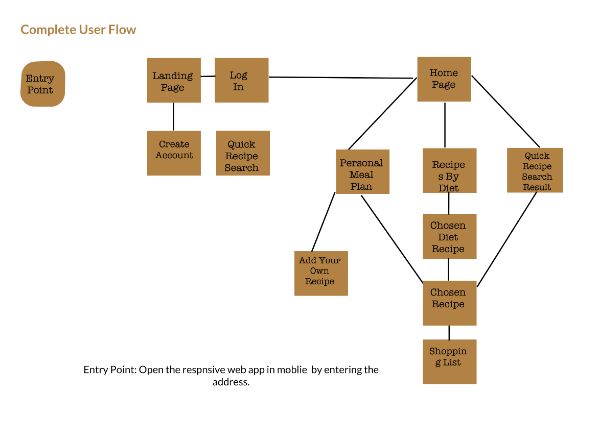 Complete User Flow
Entry
Point
Landing
Page
Log
In
Home
Page
Create
Account
Quick
Recipe
Search
Personal
Meal
Plan
Recipe
s By
Diet
Quick
Recipe
Search
Result
Chosen
Diet
Recipe
Add Your
Own
Recipe
Chosen
Recipe
Shoppin
g List
Entry Point: Open the respnsive web app in moblie by entering the
address.